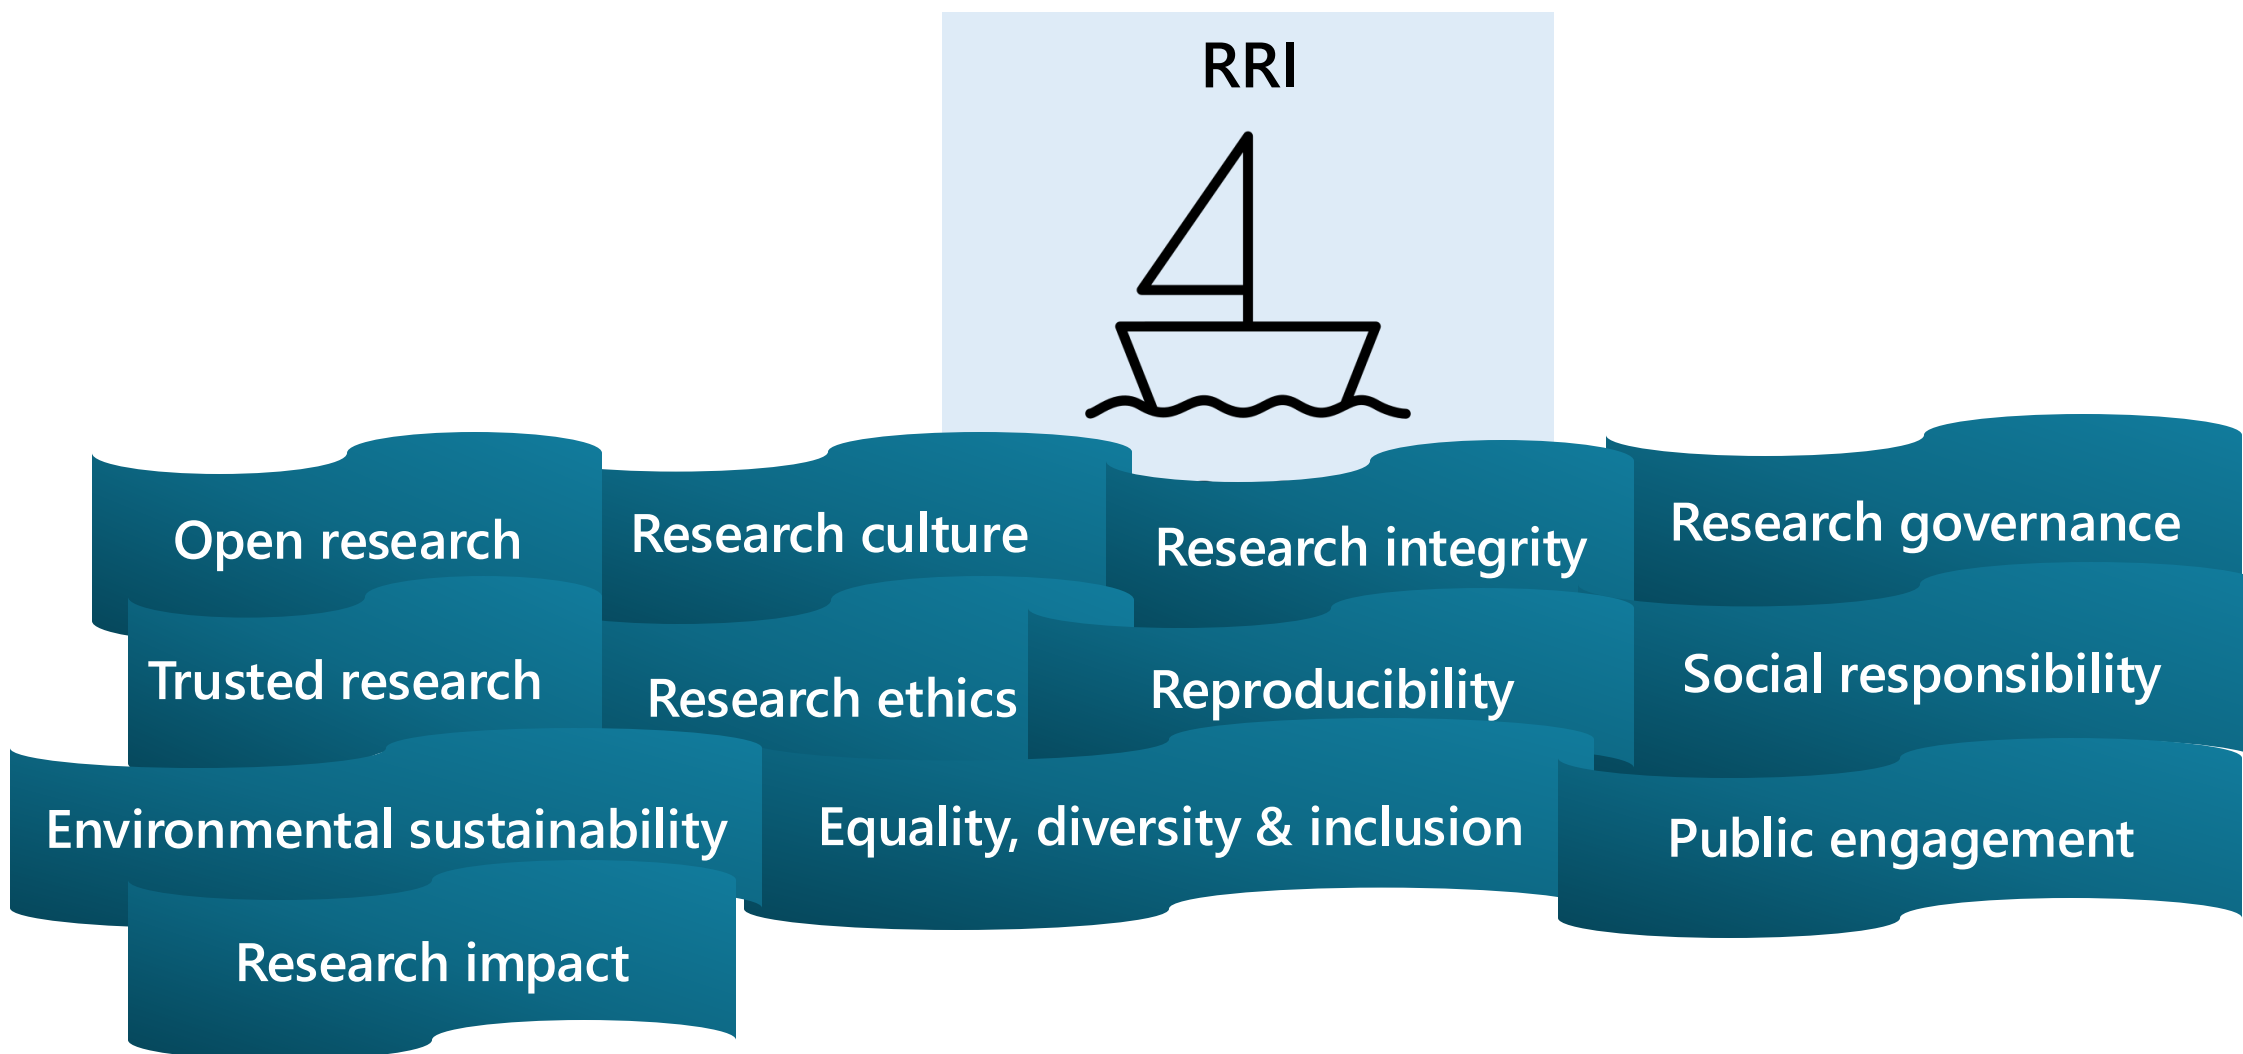 RRI
Open research
Research culture
Research integrity
Research governance
Trusted research
Research ethics
Reproducibility
Social responsibility
Environmental sustainability
Equality, diversity & inclusion
Public engagement
Research impact